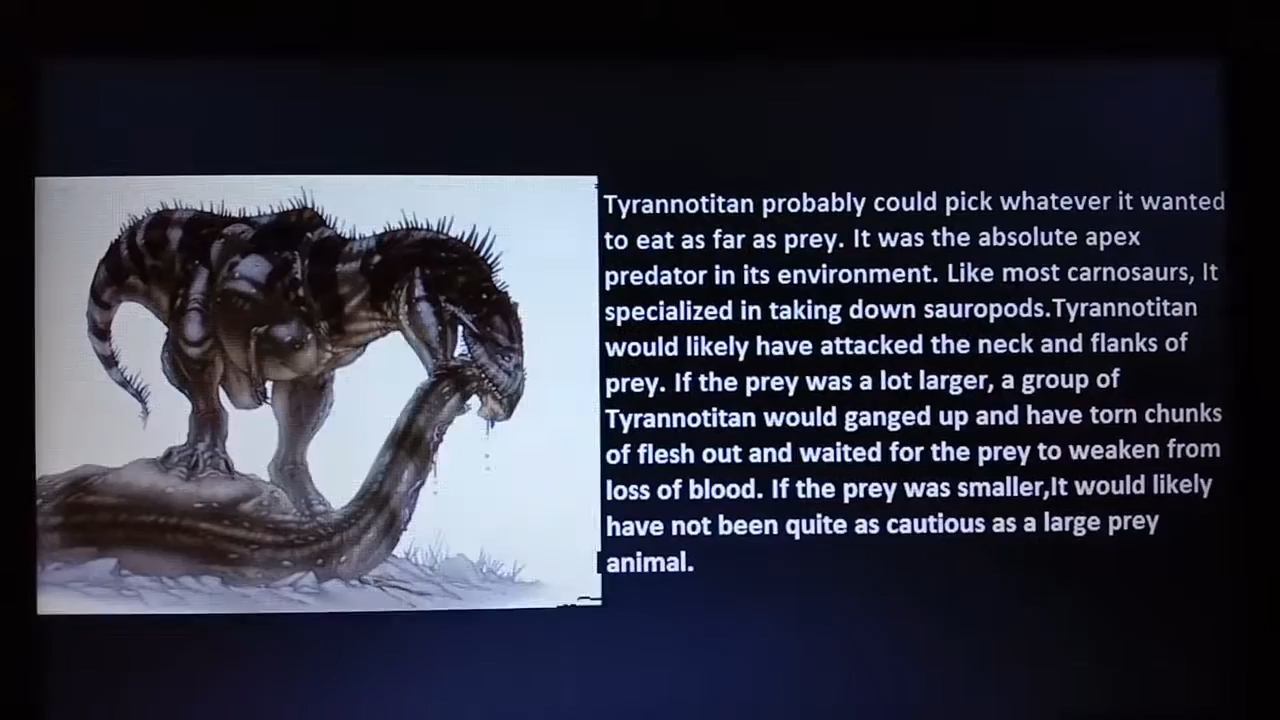 Tyrannotitan probably could pick whatever it wanted
to eat as far as prey. It was the absolute apex
predator in its environment. Like most carnosaurs, It
specialized in taking down sauropods.Tyrannotitan
would likely have attacked the neck and flanks of
prey. If the prey was a lot larger, a group of
Tyrannotitan would ganged up and have torn chunks
of flesh out and waited for the prey to weaken from
loss of blood. If the prey was smaller,It would likely
have not been quite as cautious as a large prey
animal.